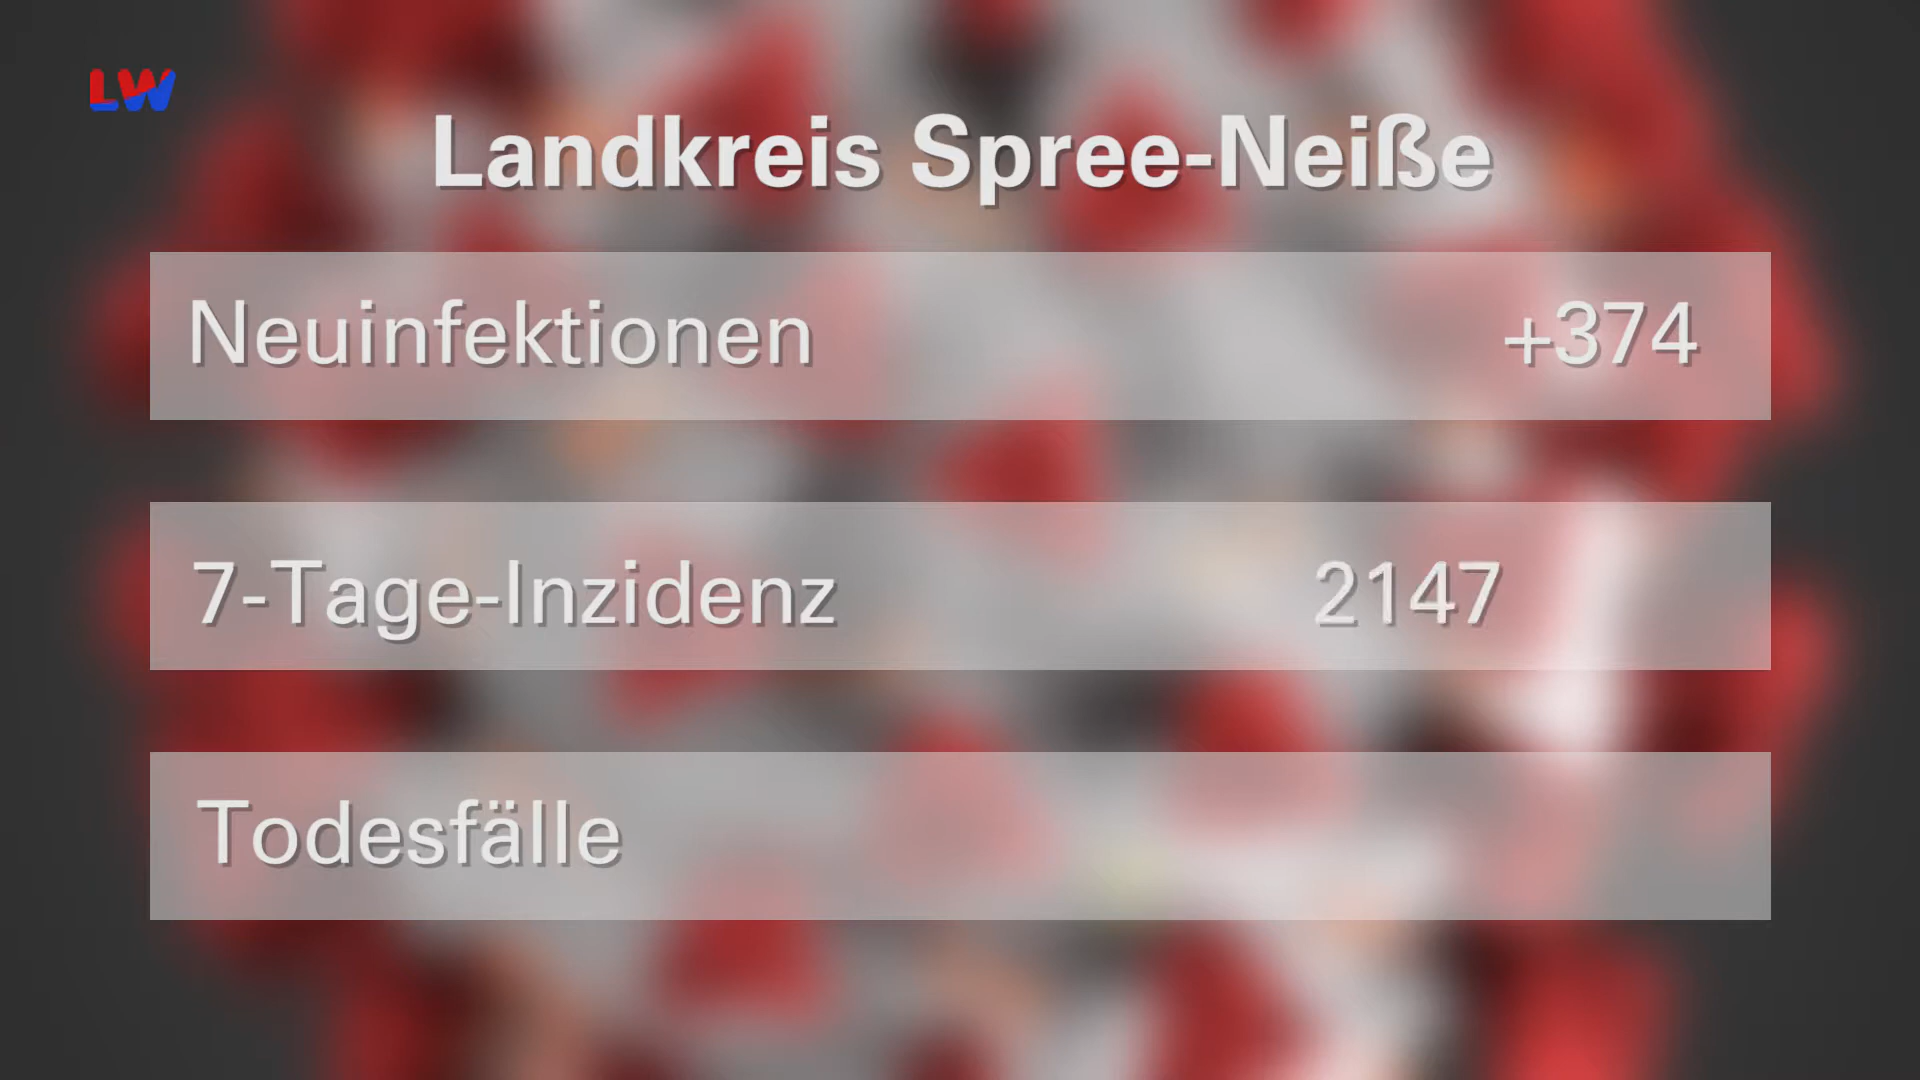 LW
Landkreis Spree-Neiße
Neuinfektionen +374
7-Tage-Inzidenz 2147
Todesfälle